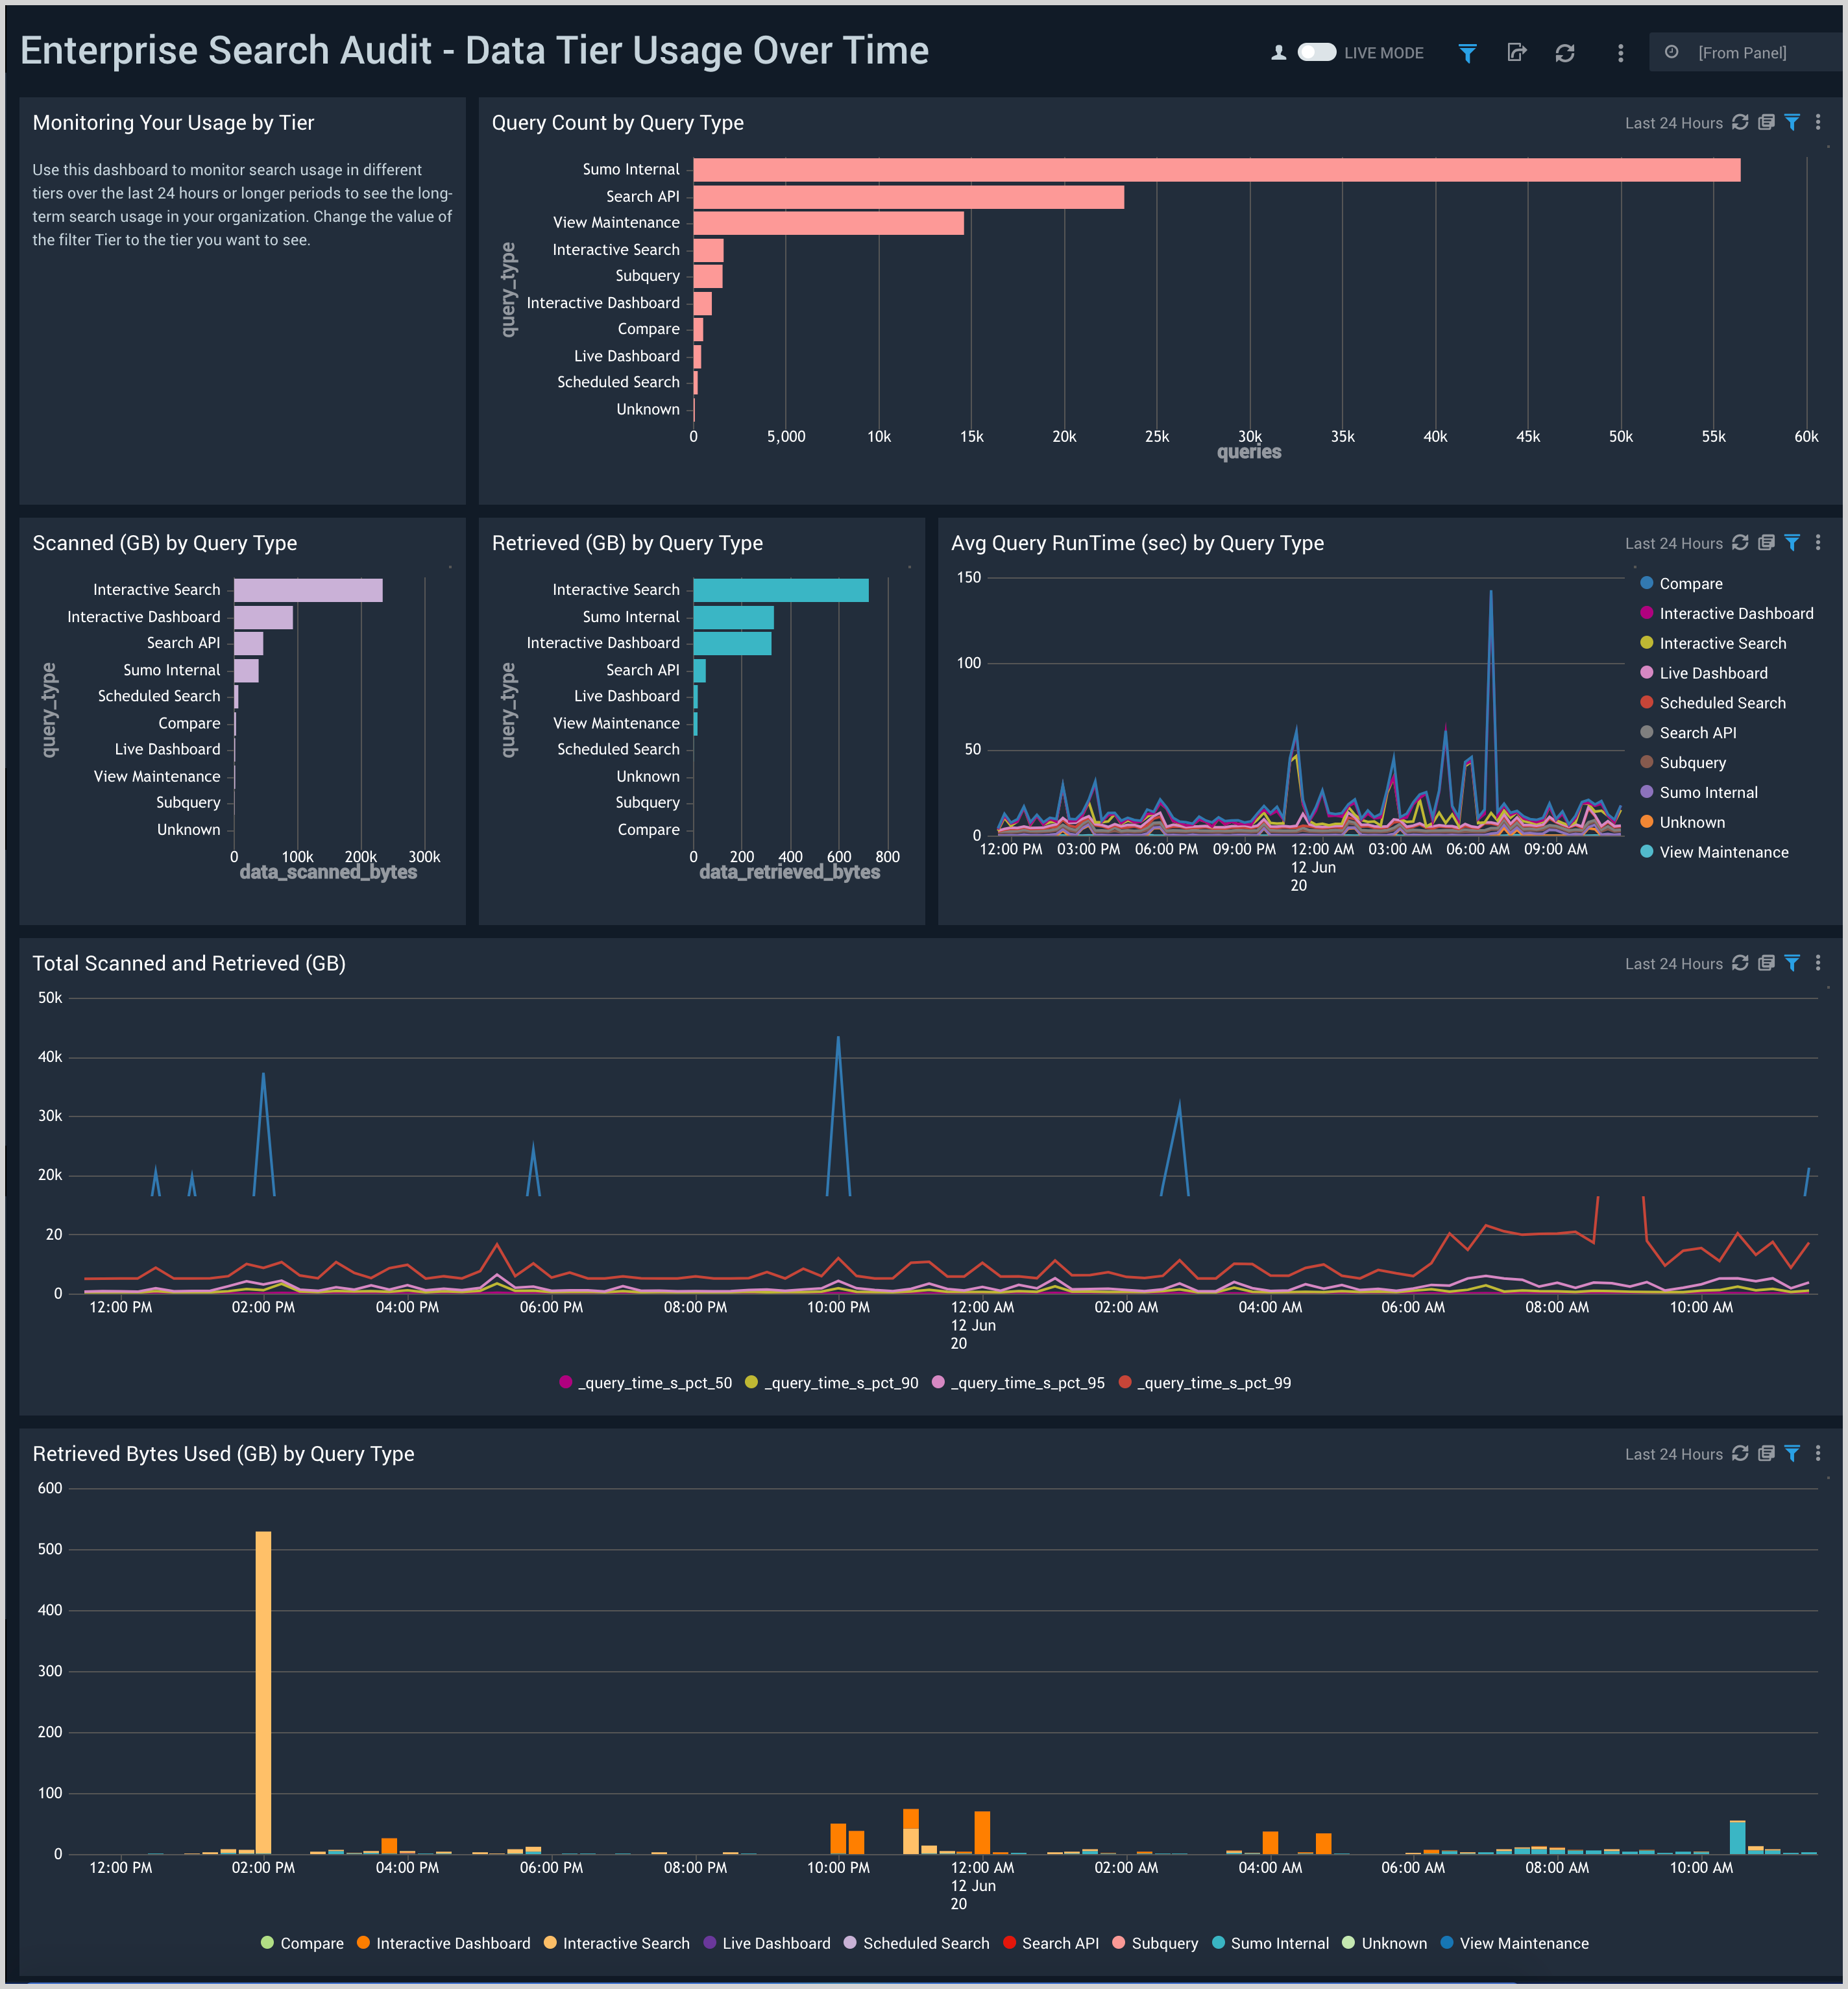 Enterprise Search Audit - Data Tier Usage Over Time
LIVE MODE
[From Panel]
Monitoring Your Usage by Tier
Use this dashboard to monitor search usage in different
tiers over the last 24 hours or longer periods to see the long-
term search usage in your organization. Change the value of
the filter Tier to the tier you want to see.
Query Count by Query Type
Last 24 Hours
query_type
Sumo Internal
Search API
View Maintenance
Interactive Search
Subquery
Interactive Dashboard
Compare
Live Dashboard
Scheduled Search
Unknown
0 5,000 10k 15k 20k 25k 30k 35k 40k 45k 50k 55k 60k
queries
Scanned (GB) by Query Type
query_type
Interactive Search
Interactive Dashboard
Search API
Sumo Internal
Scheduled Search
Compare
Live Dashboard
View Maintenance
Subquery
Unknown
0 100k 200k 300k
data_scanned_bytes
Retrieved (GB) by Query Type
query_type
Interactive Search
Sumo Internal
Interactive Dashboard
Search API
Live Dashboard
View Maintenance
Scheduled Search
Unknown
Subquery
Compare
0 200 400 600 800
data_retrieved_bytes
Avg Query RunTime (sec) by Query Type
Last 24 Hours
150
100
50
0
12:00 PM 03:00 PM 06:00 PM 09:00 PM 12:00 AM 03:00 AM 06:00 AM 09:00 AM
12 Jun
20
Compare
Interactive Dashboard
Interactive Search
Live Dashboard
Scheduled Search
Search API
Subquery
Sumo Internal
Unknown
View Maintenance
Total Scanned and Retrieved (GB)
Last 24 Hours
50k
40k
30k
20k
20
0
12:00 PM 02:00 PM 04:00 PM 06:00 PM 08:00 PM 10:00 PM 12:00 AM 02:00 AM 04:00 AM 06:00 AM 08:00 AM 10:00 AM
12 Jun
20
_query_time_s_pct_50 _query_time_s_pct_90 _query_time_s_pct_95 _query_time_s_pct_99
Retrieved Bytes Used (GB) by Query Type
Last 24 Hours
600
500
400
300
200
100
0
12:00 PM 02:00 PM 04:00 PM 06:00 PM 08:00 PM 10:00 PM 12:00 AM 02:00 AM 04:00 AM 06:00 AM 08:00 AM 10:00 AM
12 Jun
20
Compare Interactive Dashboard Interactive Search Live Dashboard Scheduled Search Search API Subquery Sumo Internal Unknown View Maintenance